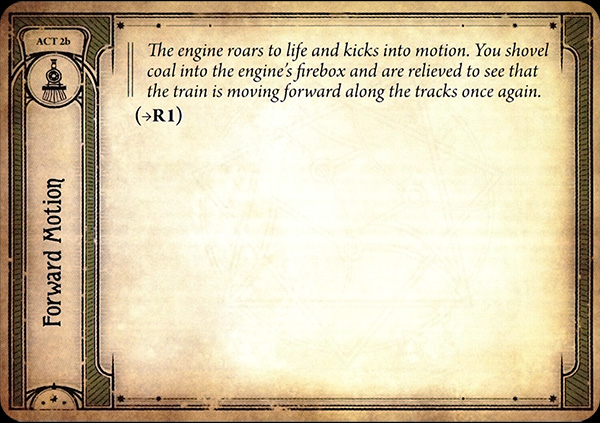 ACT 2b
The engine roars to life and kicks into motion. You shovel
coal into the engine's firebox and are relieved to see that
the train is moving forward along the tracks once again.
(→R1)
Forward Motion